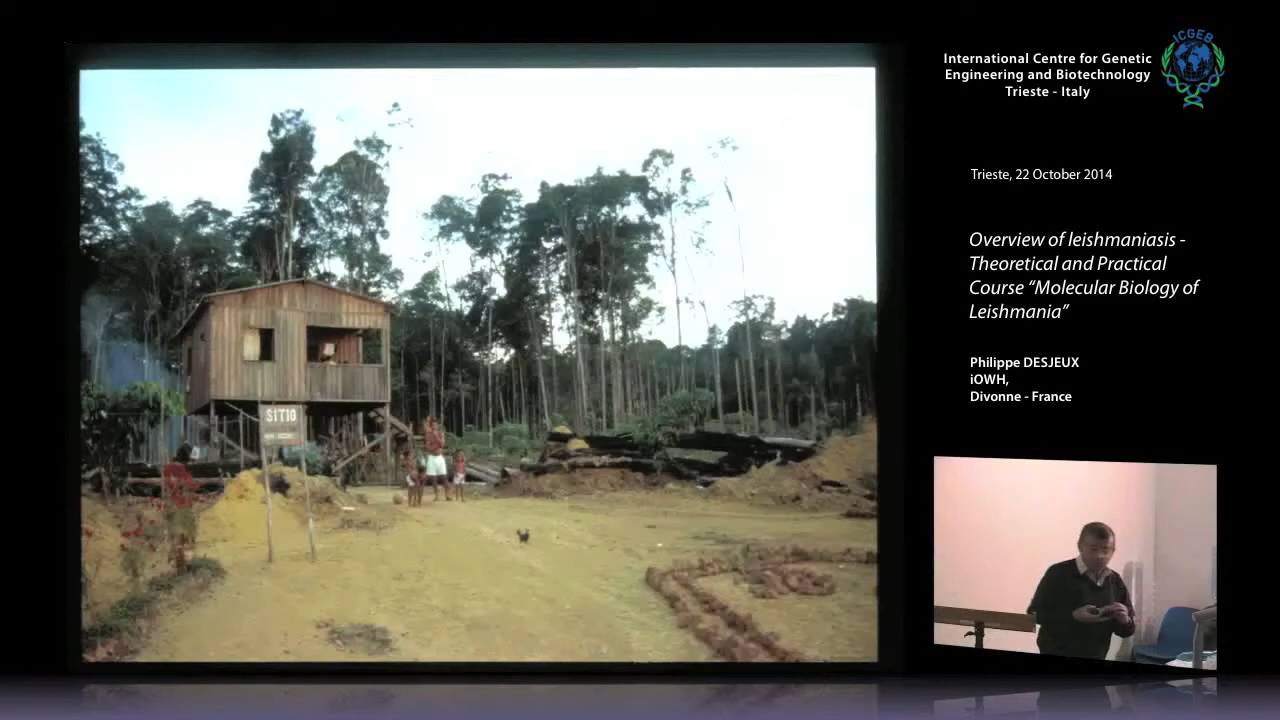 International Centre for Genetic
Engineering and Biotechnology
Trieste - Italy
ICGEB
Trieste, 22 October 2014
Overview of leishmaniasis -
Theoretical and Practical
Course “Molecular Biology of
Leishmania”
Philippe DESJEUX
iOWH,
Divonne - France
SITIO